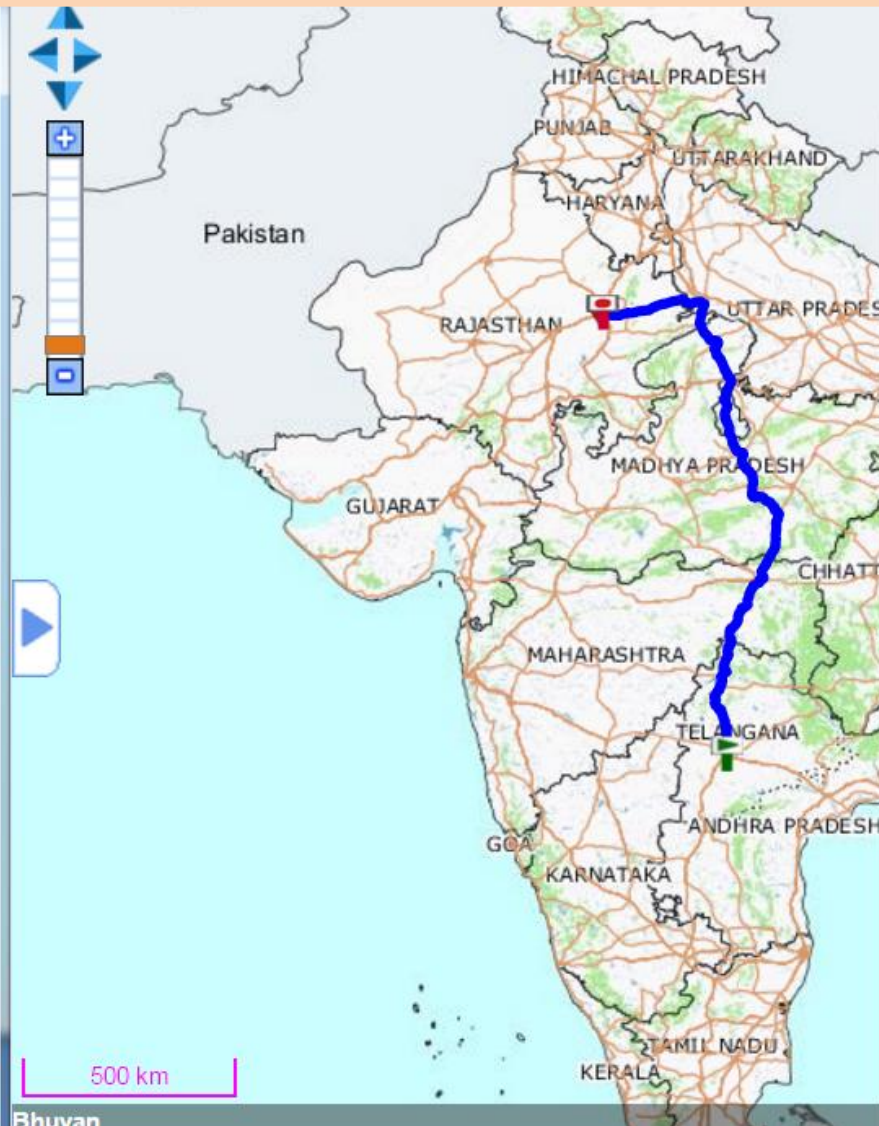 HIMACHAL PRADESH
PUNJAB
UTTARAKHAND
HARYANA
Pakistan
RAJASTHAN
UTTAR PRADES
MADHYA PRADESH
GUJARAT
CHHATT
MAHARASHTRA
TELANGANA
ANDHRA PRADESH
GOA
KARNATAKA
TAMIL NADU
KERALA
500 km
Bhuvan